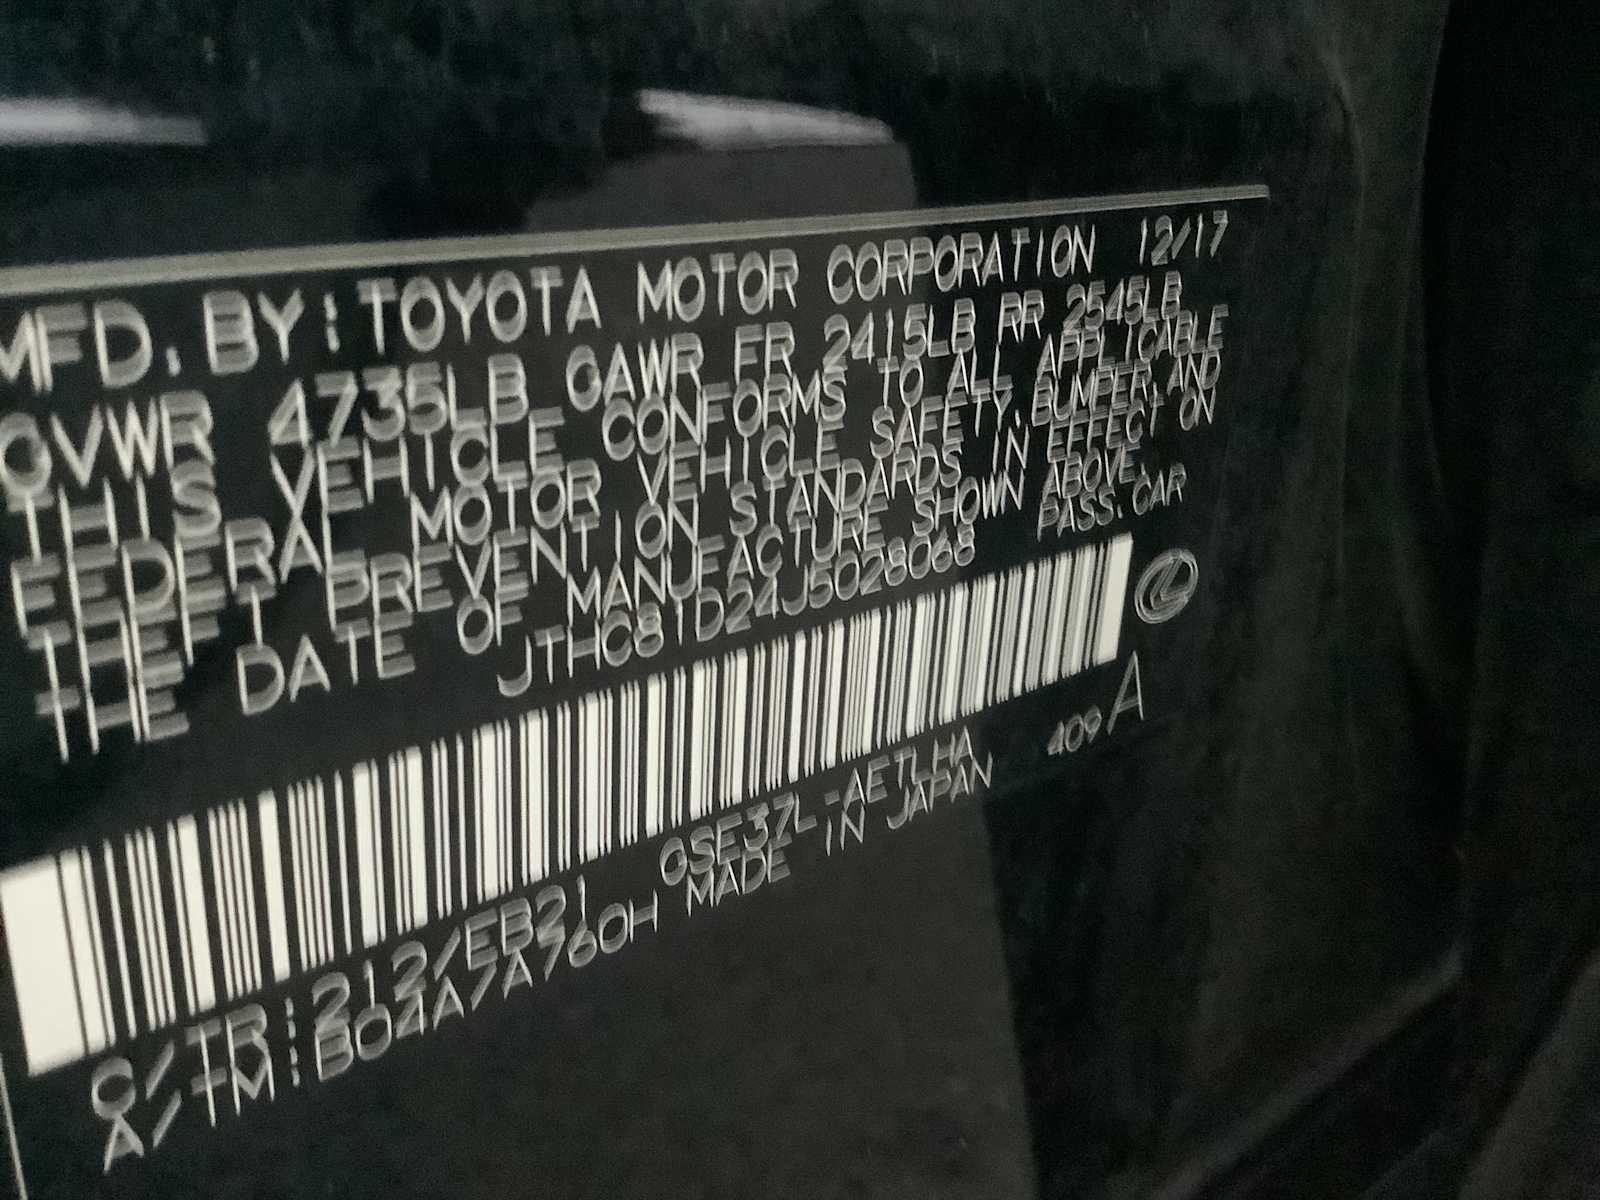 MFD. BY: TOYOTA MOTOR CORPORATION 12/17
GVWR 4735LB GAWR FR 2415LB RR 2545LB
THIS VEHICLE CONFORMS TO ALL APPLICABLE
FEDERAL MOTOR VEHICLE SAFETY, BUMPER, AND
THEFT PREVENTION STANDARDS IN EFFECT ON
THE DATE OF MANUFACTURE SHOWN ABOVE.
JTHC81D24J5028068 PASS. CAR
C/TR: 212/EB21 GSE37L-AETLHA 409 A
A/TM: B04A/A760H MADE IN JAPAN